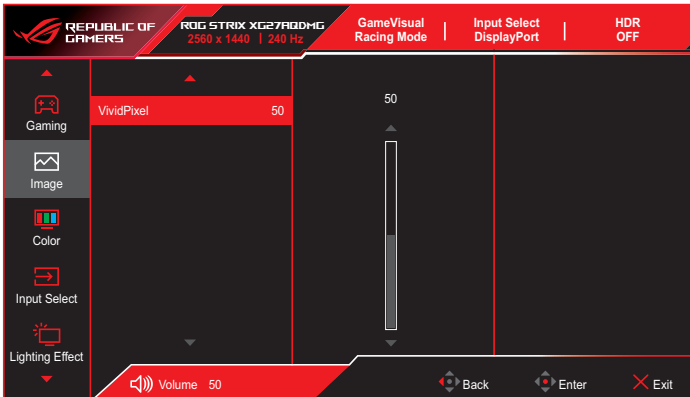 REPUBLIC OF
GAMERS
ROG STRIX XG27AQDMG
2560 x 1440 | 240 Hz
GameVisual
Racing Mode
Input Select
DisplayPort
HDR
OFF
Gaming
Image
Color
Input Select
Lighting Effect
VividPixel 50
50
Volume 50
Back
Enter
Exit